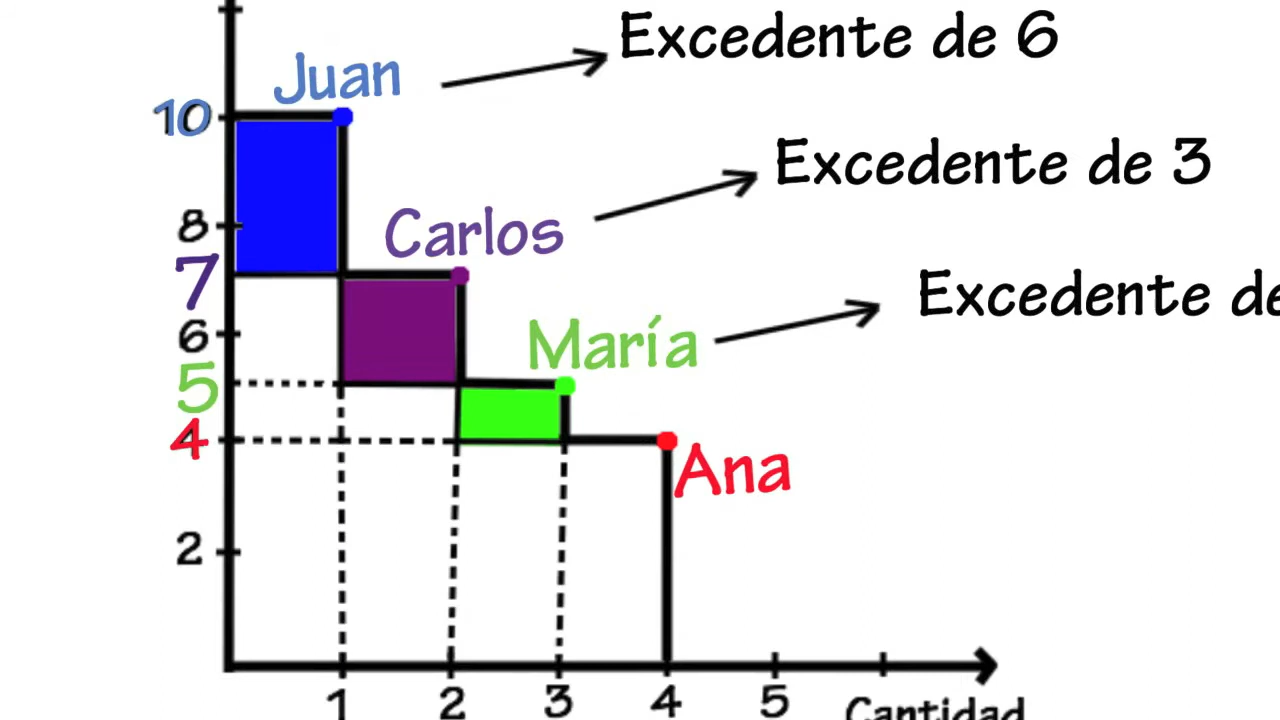 Excedente de 6
Juan
10
Excedente de 3
8
Carlos
7
Excedente de
6
María
5
4
Ana
2
1 2 3 4 5
Cantidad